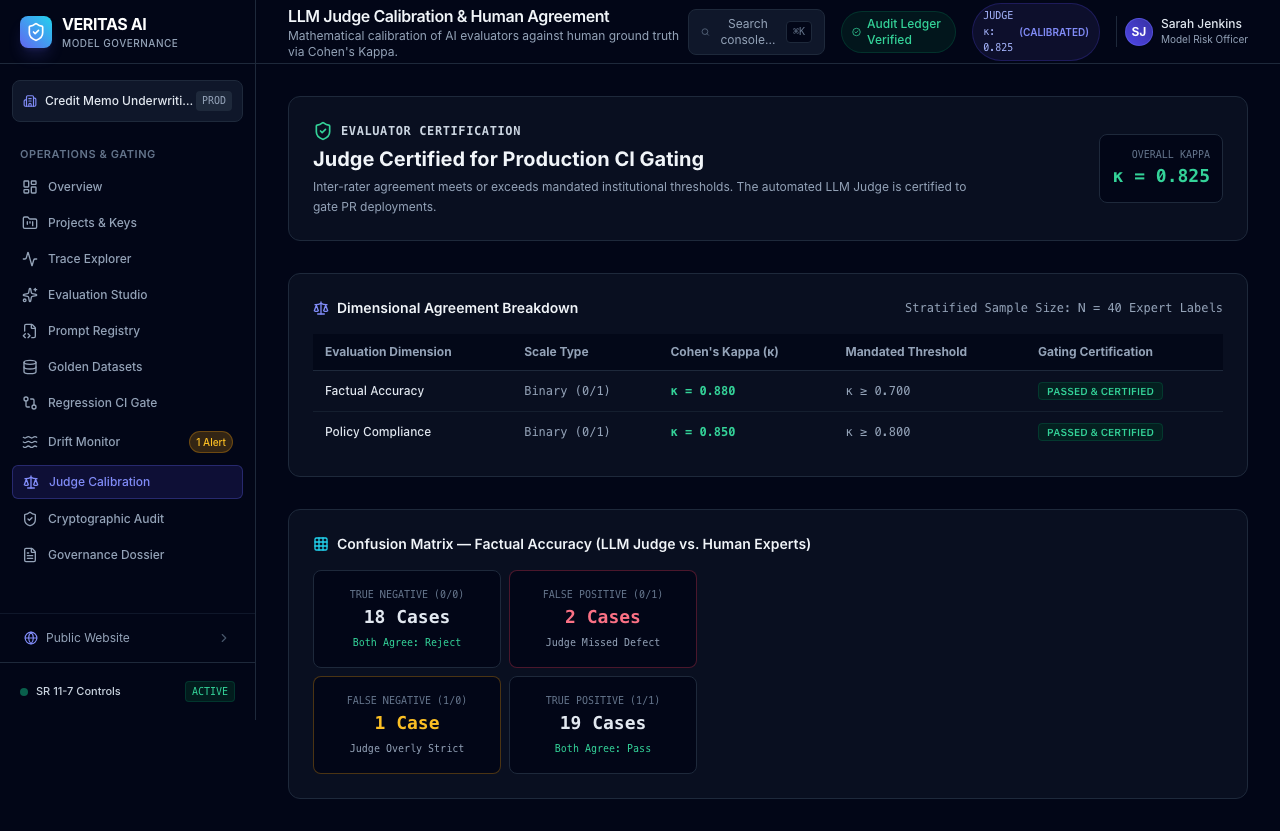 VERITAS AI
MODEL GOVERNANCE
Credit Memo Underwriti... PROD
OPERATIONS & GATING
Overview
Projects & Keys
Trace Explorer
Evaluation Studio
Prompt Registry
Golden Datasets
Regression CI Gate
Drift Monitor 1 Alert
Judge Calibration
Cryptographic Audit
Governance Dossier
Public Website
SR 11-7 Controls ACTIVE
LLM Judge Calibration & Human Agreement
Mathematical calibration of AI evaluators against human ground truth
via Cohen's Kappa.
Search
console...
⌘K
Audit Ledger
Verified
JUDGE
κ:
0.825
(CALIBRATED)
SJ
Sarah Jenkins
Model Risk Officer
EVALUATOR CERTIFICATION
Judge Certified for Production CI Gating
Inter-rater agreement meets or exceeds mandated institutional thresholds. The automated LLM Judge is certified to
gate PR deployments.
OVERALL KAPPA
κ = 0.825
Dimensional Agreement Breakdown
Stratified Sample Size: N = 40 Expert Labels
Evaluation Dimension Scale Type Cohen's Kappa (κ) Mandated Threshold Gating Certification
Factual Accuracy Binary (0/1) κ = 0.880 κ ≥ 0.700 PASSED & CERTIFIED
Policy Compliance Binary (0/1) κ = 0.850 κ ≥ 0.800 PASSED & CERTIFIED
Confusion Matrix — Factual Accuracy (LLM Judge vs. Human Experts)
TRUE NEGATIVE (0/0)
18 Cases
Both Agree: Reject
FALSE POSITIVE (0/1)
2 Cases
Judge Missed Defect
FALSE NEGATIVE (1/0)
1 Case
Judge Overly Strict
TRUE POSITIVE (1/1)
19 Cases
Both Agree: Pass